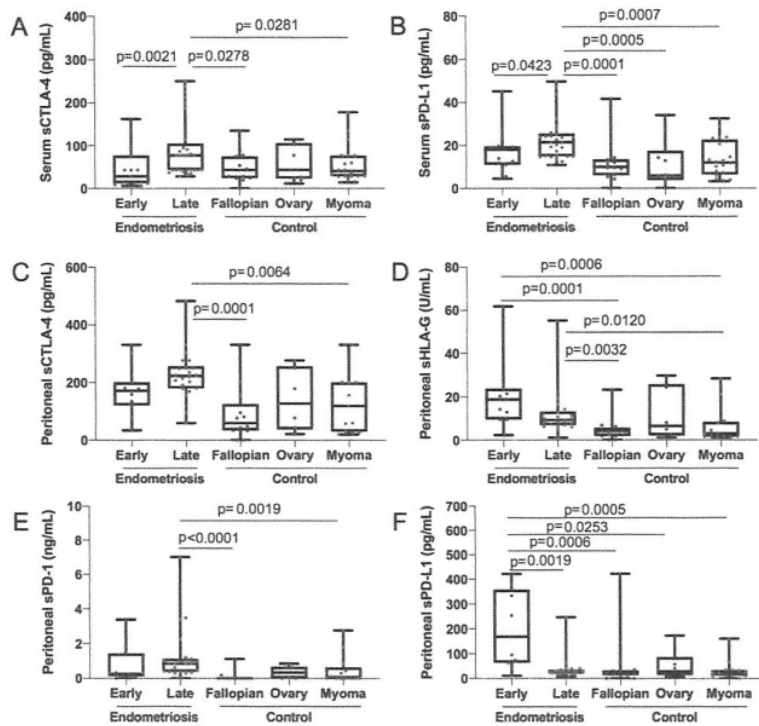 A
Serum sCTLA-4 (pg/mL)
400
300
200
100
0
p=0.0281
p=0.0021
p=0.0278
Early
Late
Fallopian
Ovary
Myoma
Endometriosis
Control
B
Serum sPD-L1 (pg/mL)
80
60
40
20
0
p=0.0007
p=0.0005
p=0.0423
p=0.0001
Early
Late
Fallopian
Ovary
Myoma
Endometriosis
Control
C
Peritoneal sCTLA-4 (pg/mL)
600
400
200
0
p=0.0064
p=0.0001
Early
Late
Fallopian
Ovary
Myoma
Endometriosis
Control
D
Peritoneal sHLA-G (U/mL)
80
60
40
20
0
p=0.0006
p=0.0001
p=0.0120
p=0.0032
Early
Late
Fallopian
Ovary
Myoma
Endometriosis
Control
E
Peritoneal sPD-1 (ng/mL)
10
8
6
4
2
0
p=0.0019
p<0.0001
Early
Late
Fallopian
Ovary
Myoma
Endometriosis
Control
F
Peritoneal sPD-L1 (pg/mL)
700
600
500
400
300
200
100
0
p=0.0005
p=0.0253
p=0.0006
p=0.0019
Early
Late
Fallopian
Ovary
Myoma
Endometriosis
Control